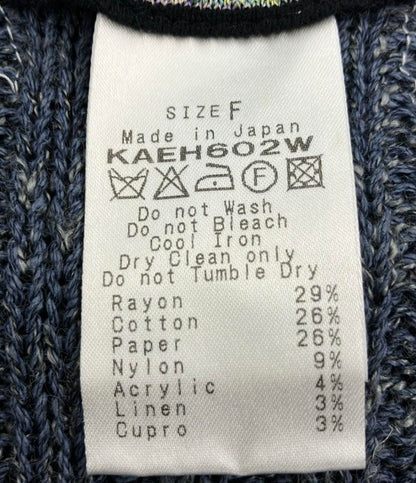 SIZE F
Made in Japan
KAEH602W
F
Do not Wash
Do not Bleach
Cool Iron
Dry Clean only
Do not Tumble Dry
Rayon 29%
Cotton 26%
Paper 26%
Nylon 9%
Acrylic 4%
Linen 3%
Cupro 3%